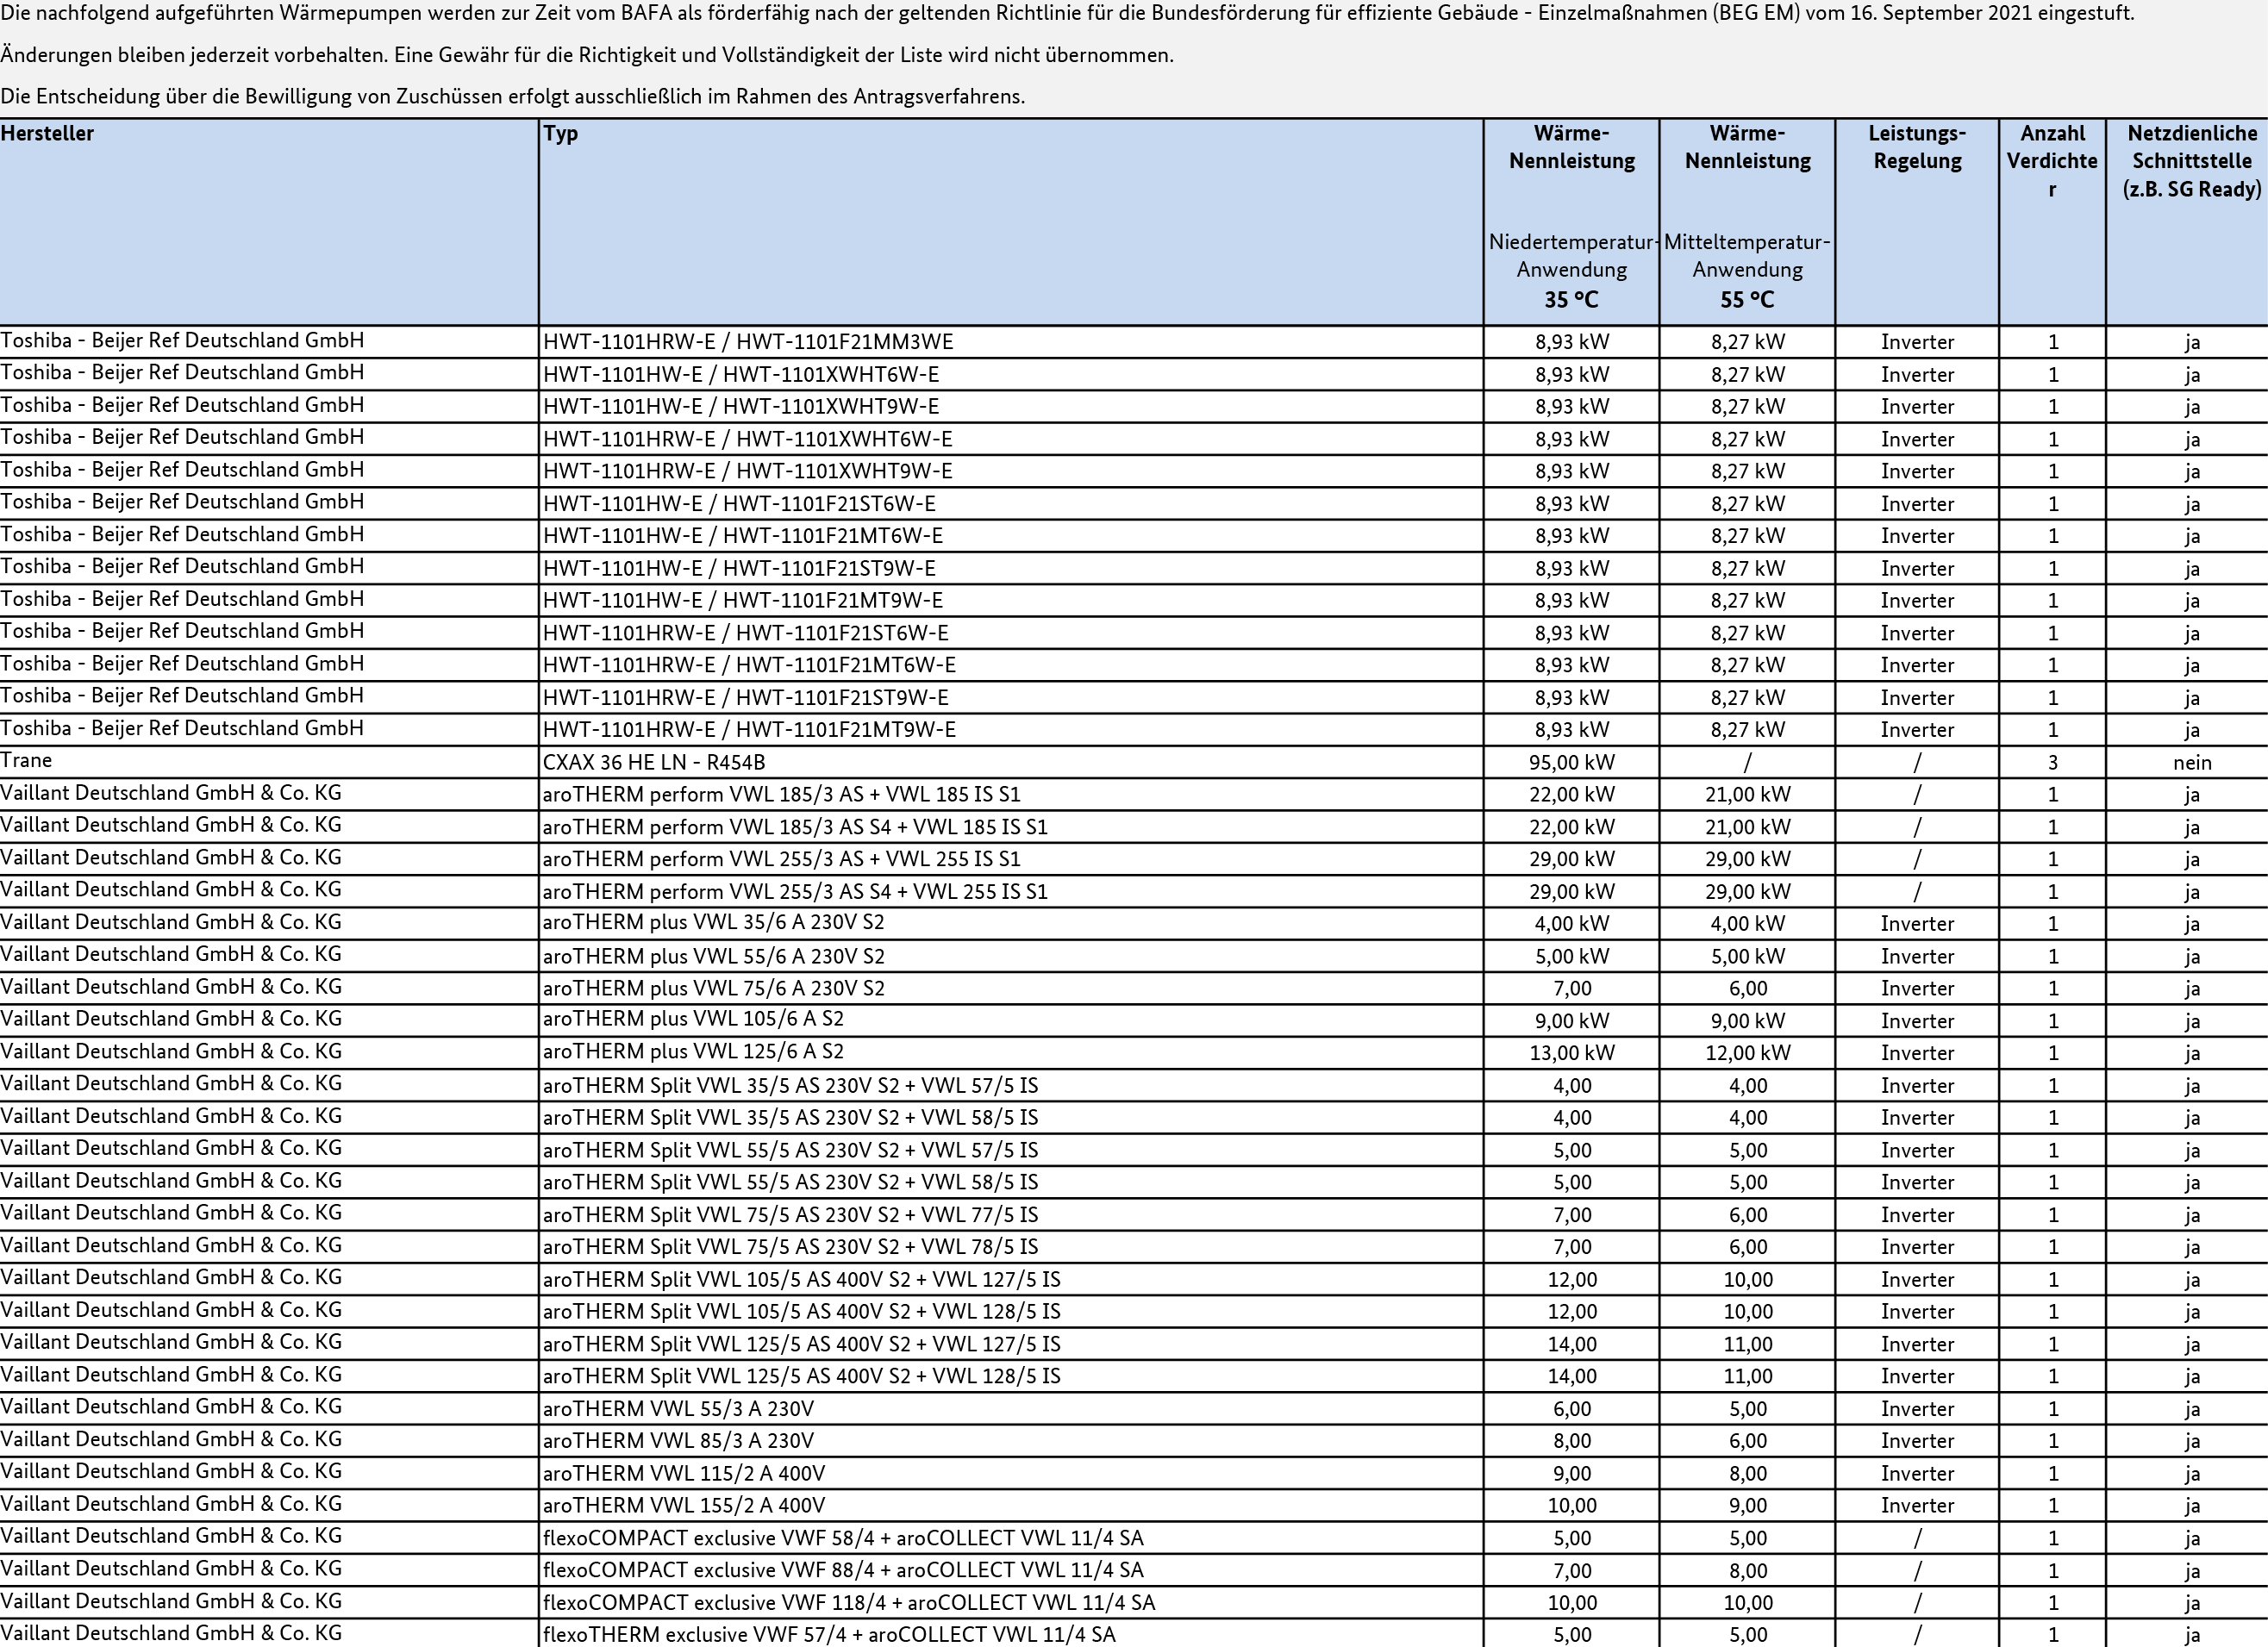 Die nachfolgend aufgeführten Wärmepumpen werden zur Zeit vom BAFA als förderfähig nach der geltenden Richtlinie für die Bundesförderung für effiziente Gebäude - Einzelmaßnahmen (BEG EM) vom 16. September 2021 eingestuft.
Änderungen bleiben jederzeit vorbehalten. Eine Gewähr für die Richtigkeit und Vollständigkeit der Liste wird nicht übernommen.
Die Entscheidung über die Bewilligung von Zuschüssen erfolgt ausschließlich im Rahmen des Antragsverfahrens.
Hersteller Typ Wärme- Wärme- Leistungs- Anzahl Netzdienliche
Nennleistung Nennleistung Regelung Verdichte Schnittstelle
r (z.B. SG Ready)
Niedertemperatur- Mitteltemperatur-
Anwendung Anwendung
35 °C 55 °C
Toshiba - Beijer Ref Deutschland GmbH HWT-1101HRW-E / HWT-1101F21MM3WE 8,93 kW 8,27 kW Inverter 1 ja
Toshiba - Beijer Ref Deutschland GmbH HWT-1101HW-E / HWT-1101XWHT6W-E 8,93 kW 8,27 kW Inverter 1 ja
Toshiba - Beijer Ref Deutschland GmbH HWT-1101HW-E / HWT-1101XWHT9W-E 8,93 kW 8,27 kW Inverter 1 ja
Toshiba - Beijer Ref Deutschland GmbH HWT-1101HRW-E / HWT-1101XWHT6W-E 8,93 kW 8,27 kW Inverter 1 ja
Toshiba - Beijer Ref Deutschland GmbH HWT-1101HRW-E / HWT-1101XWHT9W-E 8,93 kW 8,27 kW Inverter 1 ja
Toshiba - Beijer Ref Deutschland GmbH HWT-1101HW-E / HWT-1101F21ST6W-E 8,93 kW 8,27 kW Inverter 1 ja
Toshiba - Beijer Ref Deutschland GmbH HWT-1101HW-E / HWT-1101F21MT6W-E 8,93 kW 8,27 kW Inverter 1 ja
Toshiba - Beijer Ref Deutschland GmbH HWT-1101HW-E / HWT-1101F21ST9W-E 8,93 kW 8,27 kW Inverter 1 ja
Toshiba - Beijer Ref Deutschland GmbH HWT-1101HW-E / HWT-1101F21MT9W-E 8,93 kW 8,27 kW Inverter 1 ja
Toshiba - Beijer Ref Deutschland GmbH HWT-1101HRW-E / HWT-1101F21ST6W-E 8,93 kW 8,27 kW Inverter 1 ja
Toshiba - Beijer Ref Deutschland GmbH HWT-1101HRW-E / HWT-1101F21MT6W-E 8,93 kW 8,27 kW Inverter 1 ja
Toshiba - Beijer Ref Deutschland GmbH HWT-1101HRW-E / HWT-1101F21ST9W-E 8,93 kW 8,27 kW Inverter 1 ja
Toshiba - Beijer Ref Deutschland GmbH HWT-1101HRW-E / HWT-1101F21MT9W-E 8,93 kW 8,27 kW Inverter 1 ja
Trane CXAX 36 HE LN - R454B 95,00 kW / / 3 nein
Vaillant Deutschland GmbH & Co. KG aroTHERM perform VWL 185/3 AS + VWL 185 IS S1 22,00 kW 21,00 kW / 1 ja
Vaillant Deutschland GmbH & Co. KG aroTHERM perform VWL 185/3 AS S4 + VWL 185 IS S1 22,00 kW 21,00 kW / 1 ja
Vaillant Deutschland GmbH & Co. KG aroTHERM perform VWL 255/3 AS + VWL 255 IS S1 29,00 kW 29,00 kW / 1 ja
Vaillant Deutschland GmbH & Co. KG aroTHERM perform VWL 255/3 AS S4 + VWL 255 IS S1 29,00 kW 29,00 kW / 1 ja
Vaillant Deutschland GmbH & Co. KG aroTHERM plus VWL 35/6 A 230V S2 4,00 kW 4,00 kW Inverter 1 ja
Vaillant Deutschland GmbH & Co. KG aroTHERM plus VWL 55/6 A 230V S2 5,00 kW 5,00 kW Inverter 1 ja
Vaillant Deutschland GmbH & Co. KG aroTHERM plus VWL 75/6 A 230V S2 7,00 6,00 Inverter 1 ja
Vaillant Deutschland GmbH & Co. KG aroTHERM plus VWL 105/6 A S2 9,00 kW 9,00 kW Inverter 1 ja
Vaillant Deutschland GmbH & Co. KG aroTHERM plus VWL 125/6 A S2 13,00 kW 12,00 kW Inverter 1 ja
Vaillant Deutschland GmbH & Co. KG aroTHERM Split VWL 35/5 AS 230V S2 + VWL 57/5 IS 4,00 4,00 Inverter 1 ja
Vaillant Deutschland GmbH & Co. KG aroTHERM Split VWL 35/5 AS 230V S2 + VWL 58/5 IS 4,00 4,00 Inverter 1 ja
Vaillant Deutschland GmbH & Co. KG aroTHERM Split VWL 55/5 AS 230V S2 + VWL 57/5 IS 5,00 5,00 Inverter 1 ja
Vaillant Deutschland GmbH & Co. KG aroTHERM Split VWL 55/5 AS 230V S2 + VWL 58/5 IS 5,00 5,00 Inverter 1 ja
Vaillant Deutschland GmbH & Co. KG aroTHERM Split VWL 75/5 AS 230V S2 + VWL 77/5 IS 7,00 6,00 Inverter 1 ja
Vaillant Deutschland GmbH & Co. KG aroTHERM Split VWL 75/5 AS 230V S2 + VWL 78/5 IS 7,00 6,00 Inverter 1 ja
Vaillant Deutschland GmbH & Co. KG aroTHERM Split VWL 105/5 AS 400V S2 + VWL 127/5 IS 12,00 10,00 Inverter 1 ja
Vaillant Deutschland GmbH & Co. KG aroTHERM Split VWL 105/5 AS 400V S2 + VWL 128/5 IS 12,00 10,00 Inverter 1 ja
Vaillant Deutschland GmbH & Co. KG aroTHERM Split VWL 125/5 AS 400V S2 + VWL 127/5 IS 14,00 11,00 Inverter 1 ja
Vaillant Deutschland GmbH & Co. KG aroTHERM Split VWL 125/5 AS 400V S2 + VWL 128/5 IS 14,00 11,00 Inverter 1 ja
Vaillant Deutschland GmbH & Co. KG aroTHERM VWL 55/3 A 230V 6,00 5,00 Inverter 1 ja
Vaillant Deutschland GmbH & Co. KG aroTHERM VWL 85/3 A 230V 8,00 6,00 Inverter 1 ja
Vaillant Deutschland GmbH & Co. KG aroTHERM VWL 115/2 A 400V 9,00 8,00 Inverter 1 ja
Vaillant Deutschland GmbH & Co. KG aroTHERM VWL 155/2 A 400V 10,00 9,00 Inverter 1 ja
Vaillant Deutschland GmbH & Co. KG flexoCOMPACT exclusive VWF 58/4 + aroCOLLECT VWL 11/4 SA 5,00 5,00 / 1 ja
Vaillant Deutschland GmbH & Co. KG flexoCOMPACT exclusive VWF 88/4 + aroCOLLECT VWL 11/4 SA 7,00 8,00 / 1 ja
Vaillant Deutschland GmbH & Co. KG flexoCOMPACT exclusive VWF 118/4 + aroCOLLECT VWL 11/4 SA 10,00 10,00 / 1 ja
Vaillant Deutschland GmbH & Co. KG flexoTHERM exclusive VWF 57/4 + aroCOLLECT VWL 11/4 SA 5,00 5,00 / 1 ja